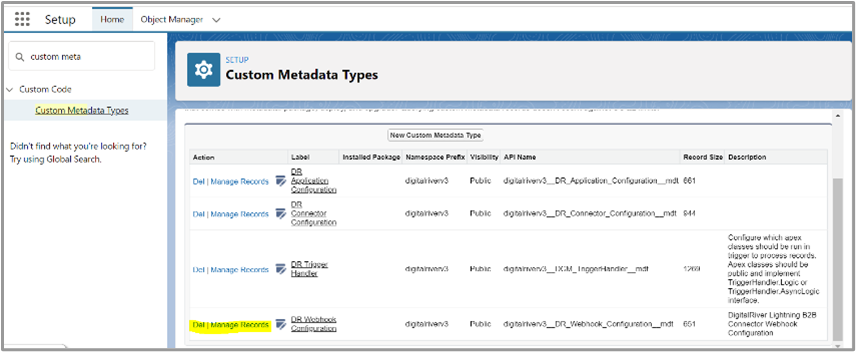 Setup
Home
Object Manager
custom meta
Custom Code
Custom Metadata Types
Didn't find what you're looking for?
Try using Global Search.
SETUP
Custom Metadata Types
New Custom Metadata Type
Action Label Installed Package Namespace Prefix Visibility API Name Record Size Description
Del | Manage Records DR Application Configuration digitalriverv3 Public digitalriverv3__DR_Application_Configuration__mdt 661
Del | Manage Records DR Connector Configuration digitalriverv3 Public digitalriverv3__DR_Connector_Configuration__mdt 944
Del | Manage Records DR Trigger Handler digitalriverv3 Public digitalriverv3__DCM_TriggerHandler__mdt 1269
Configure which apex
classes should be run in
trigger to process records.
Apex classes should be
public and implement
TriggerHandler.Logic or
TriggerHandler.AsyncLogic
interface.
Del | Manage Records DR Webhook Configuration digitalriverv3 Public digitalriverv3__DR_Webhook_Configuration__mdt 651
DigitalRiver Lightning B2B
Connector Webhook
Configuration